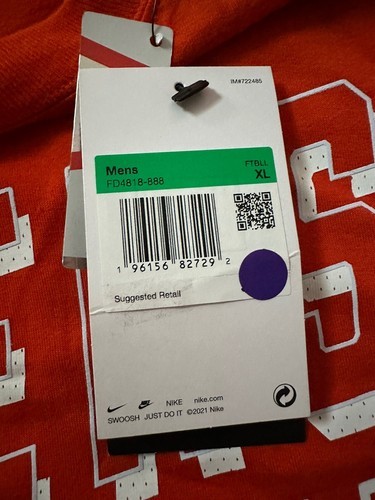 IM#722485
Mens FTBLL
FD4818-888 XL
1 96156 82729 2
Suggested Retail
NIKE nike.com
SWOOSH JUST DO IT ©2021 Nike